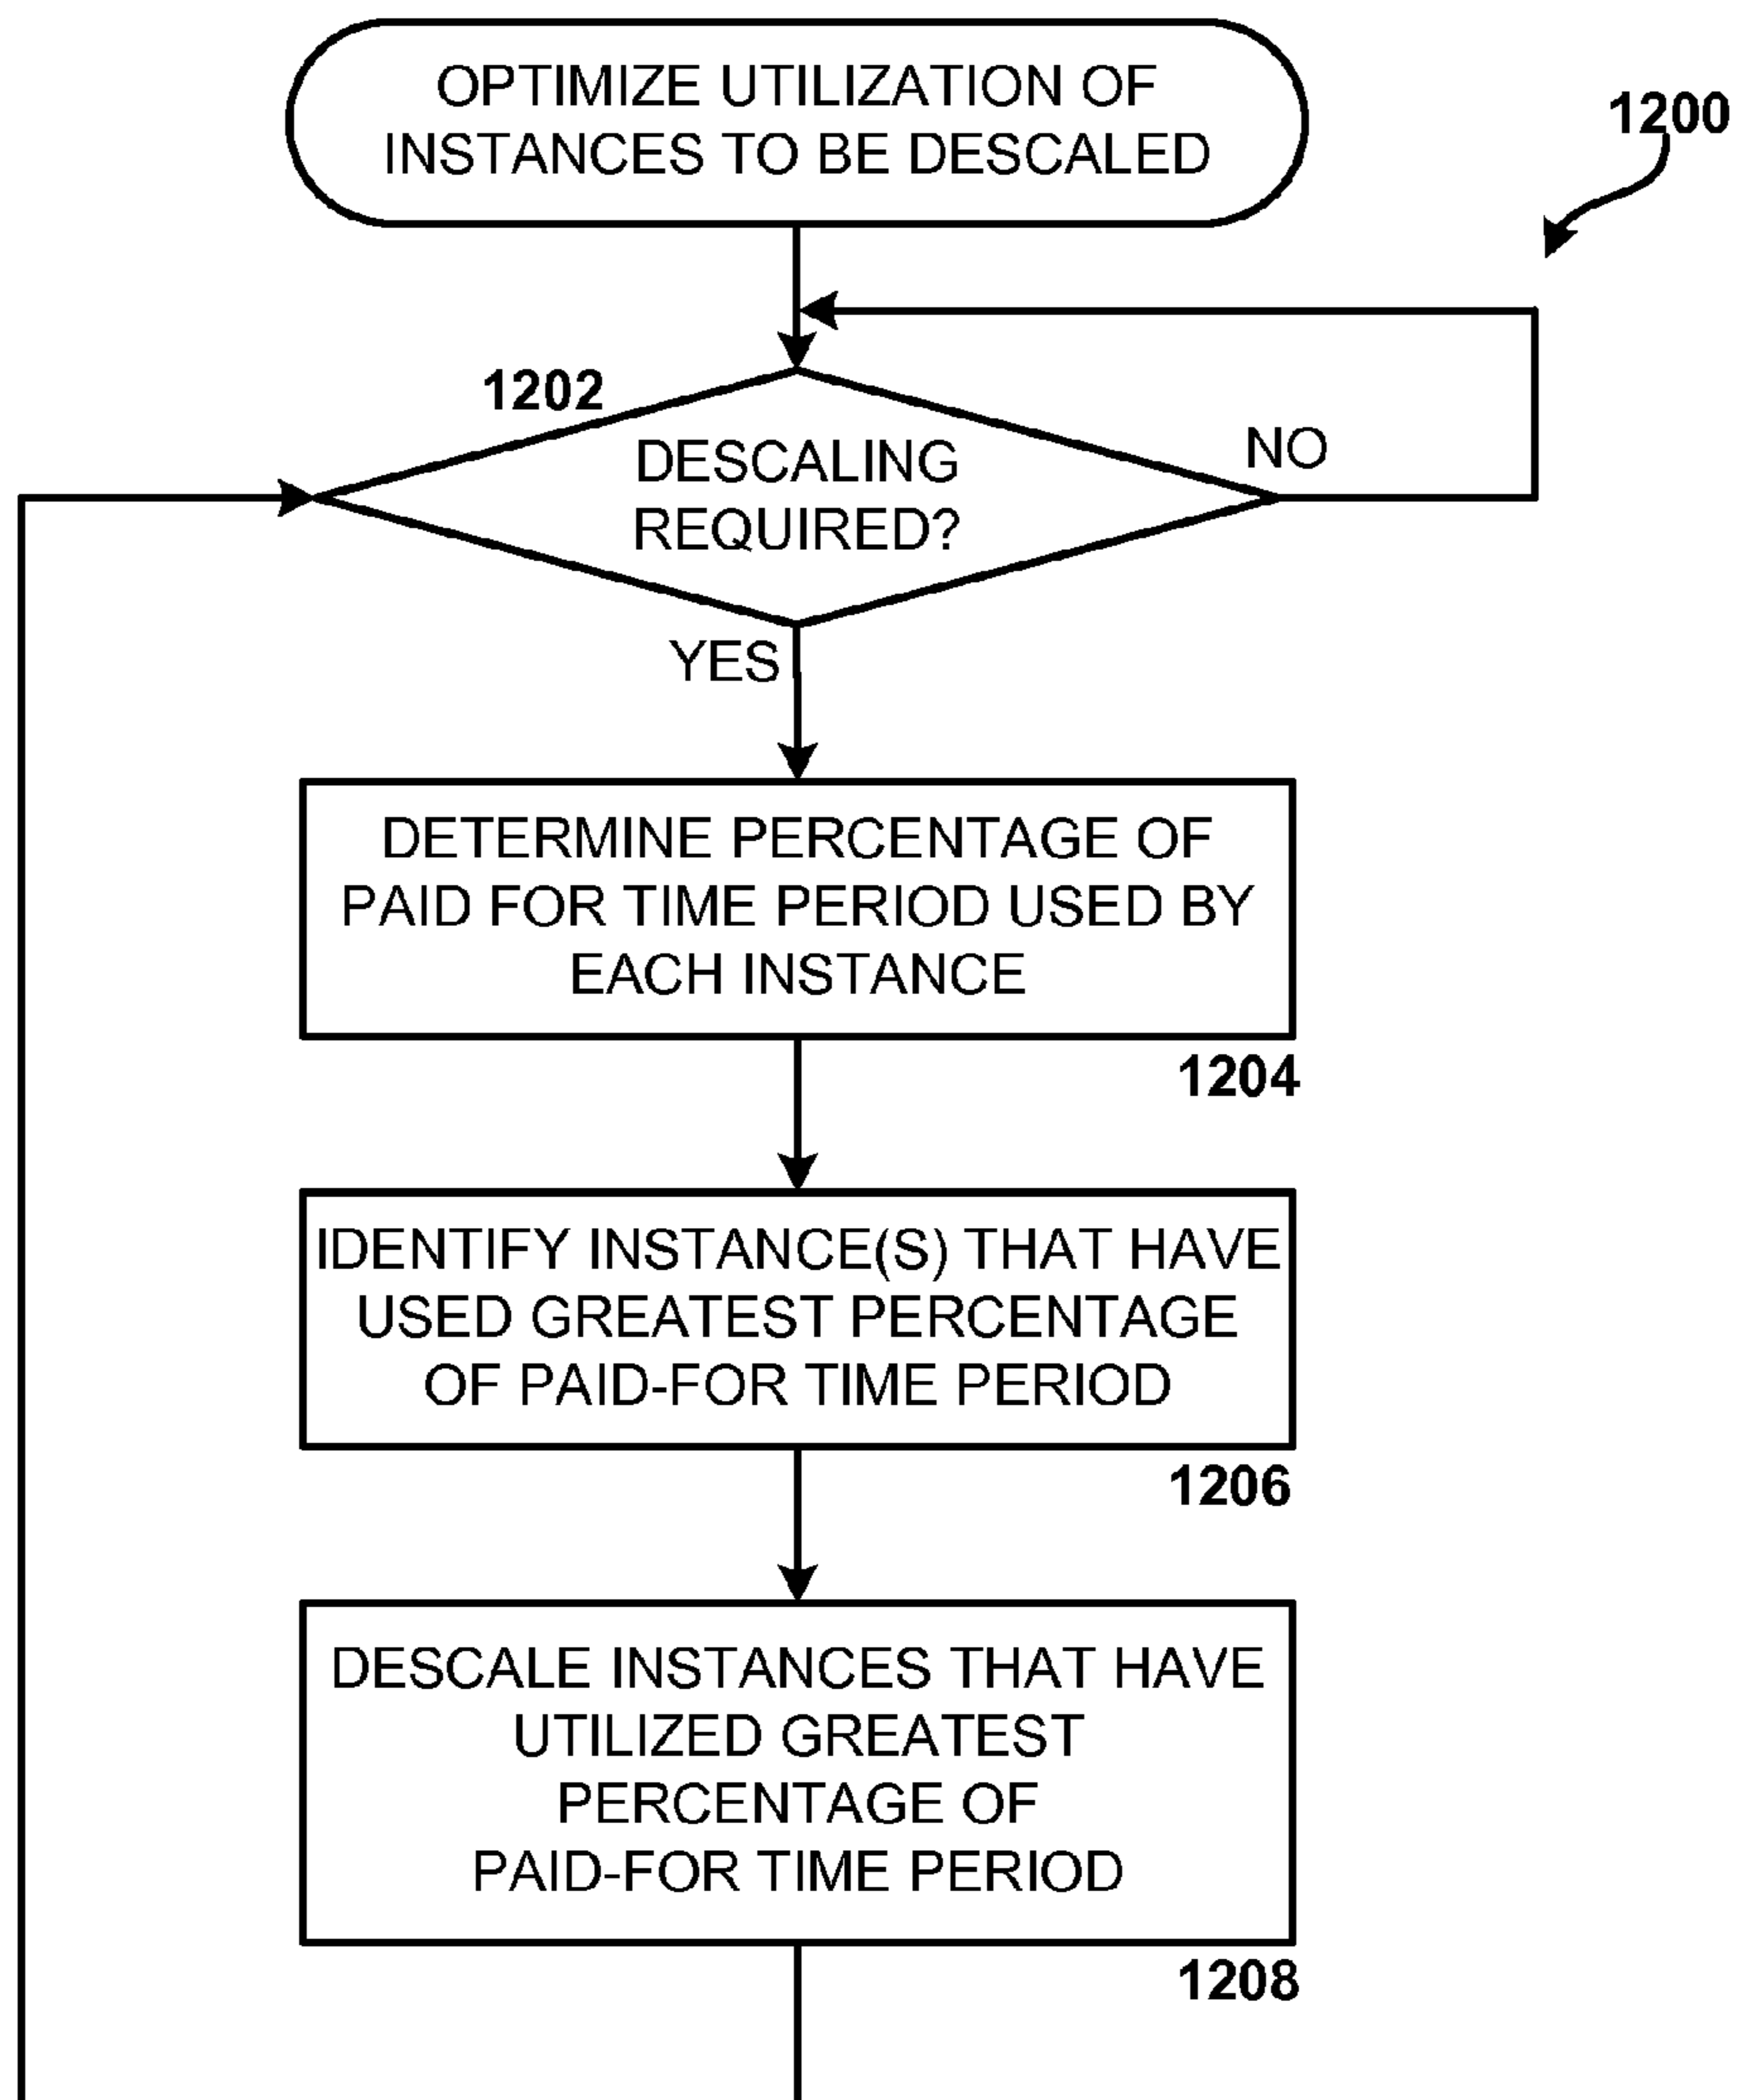 OPTIMIZE UTILIZATION OF
INSTANCES TO BE DESCALED
1200
1202
DESCALING
REQUIRED?
NO
YES
DETERMINE PERCENTAGE OF
PAID FOR TIME PERIOD USED BY
EACH INSTANCE
1204
IDENTIFY INSTANCE(S) THAT HAVE
USED GREATEST PERCENTAGE
OF PAID-FOR TIME PERIOD
1206
DESCALE INSTANCES THAT HAVE
UTILIZED GREATEST
PERCENTAGE OF
PAID-FOR TIME PERIOD
1208